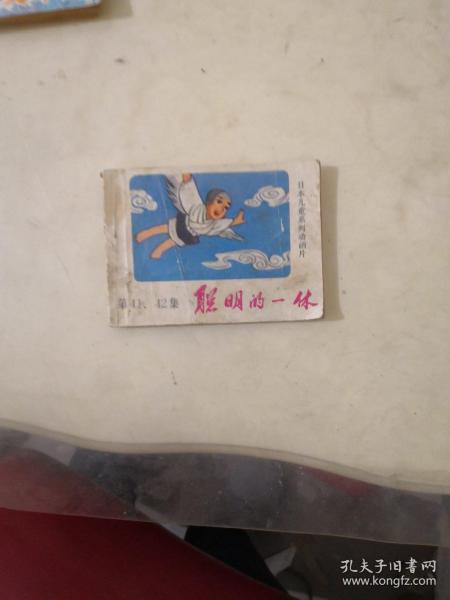 日本儿童系列动画片
第41、42集
聪明的一休
孔夫子旧书网
www.kongfz.com